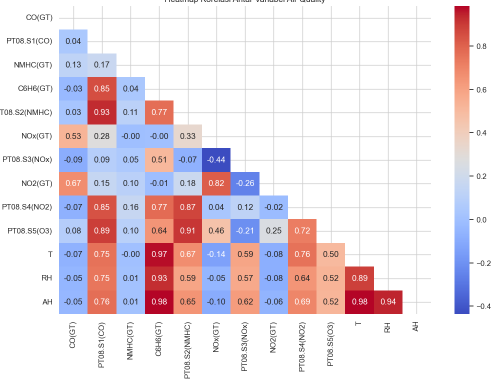 Heatmap Korelasi Antar Variabel Air Quality
CO(GT)
PT08.S1(CO) 0.04
NMHC(GT) 0.13 0.17
C6H6(GT) -0.03 0.85 0.04
T08.S2(NMHC) 0.03 0.93 0.11 0.77
NOx(GT) 0.53 0.28 -0.00 -0.00 0.33
PT08.S3(NOx) -0.09 0.09 0.05 0.51 -0.07 -0.44
NO2(GT) 0.67 0.15 0.10 -0.01 0.18 0.82 -0.26
PT08.S4(NO2) -0.07 0.85 0.16 0.77 0.87 0.04 0.12 -0.02
PT08.S5(O3) 0.08 0.89 0.10 0.64 0.91 0.46 -0.21 0.25 0.72
T -0.07 0.75 -0.00 0.97 0.67 -0.14 0.59 -0.08 0.76 0.50
RH -0.05 0.75 0.01 0.93 0.59 -0.05 0.57 -0.08 0.64 0.52 0.89
AH -0.05 0.76 0.01 0.98 0.65 -0.10 0.62 -0.06 0.69 0.52 0.98 0.94
CO(GT) PT08.S1(CO) NMHC(GT) C6H6(GT) PT08.S2(NMHC) NOx(GT) PT08.S3(NOx) NO2(GT) PT08.S4(NO2) PT08.S5(O3) T RH AH
0.8
0.6
0.4
0.2
0.0
-0.2
-0.4